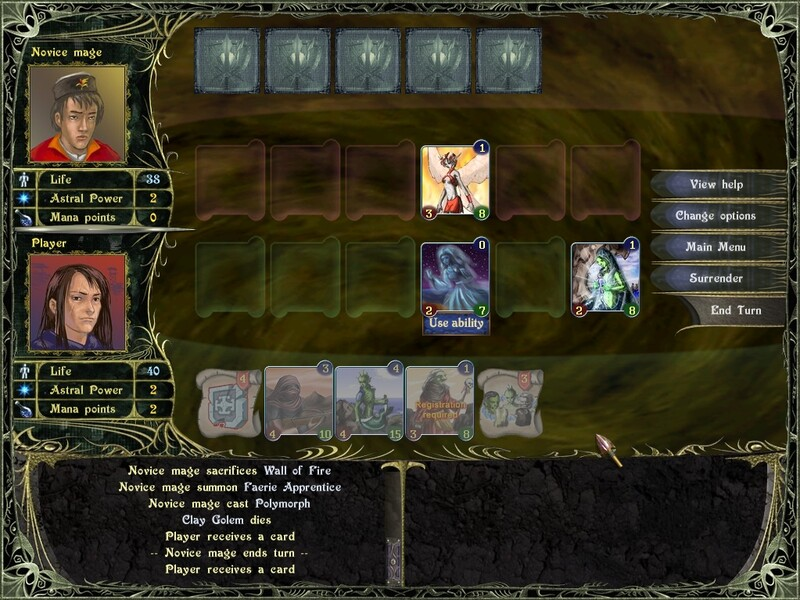 Novice mage
Life 38
Astral Power 2
Mana points 0
1
3 8
View help
Change options
Main Menu
Surrender
End Turn
Player
0
2 7
Use ability
1
2 8
Life 40
Astral Power 2
Mana points 2
4
3
4 10
4
4 15
1
Registration
required
3 8
3
Novice mage sacrifices Wall of Fire
Novice mage summon Faerie Apprentice
Novice mage cast Polymorph
Clay Golem dies
Player receives a card
-- Novice mage ends turn --
Player receives a card